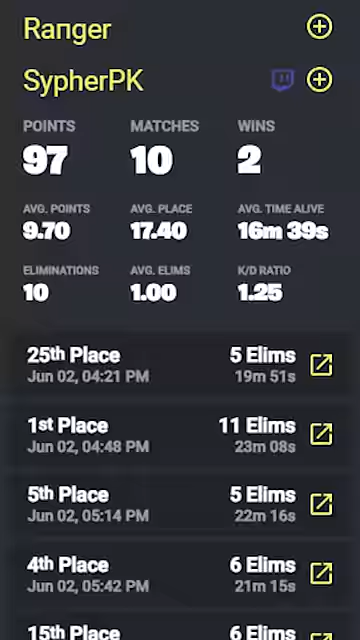 Ranger
SypherPK
POINTS MATCHES WINS
97 10 2
AVG. POINTS AVG. PLACE AVG. TIME ALIVE
9.70 17.40 16m 39s
ELIMINATIONS AVG. ELIMS K/D RATIO
10 1.00 1.25
25th Place 5 Elims
Jun 02, 04:21 PM 19m 51s
1st Place 11 Elims
Jun 02, 04:48 PM 23m 08s
5th Place 5 Elims
Jun 02, 05:14 PM 22m 16s
4th Place 6 Elims
Jun 02, 05:42 PM 21m 15s
15th Place 6 Elims